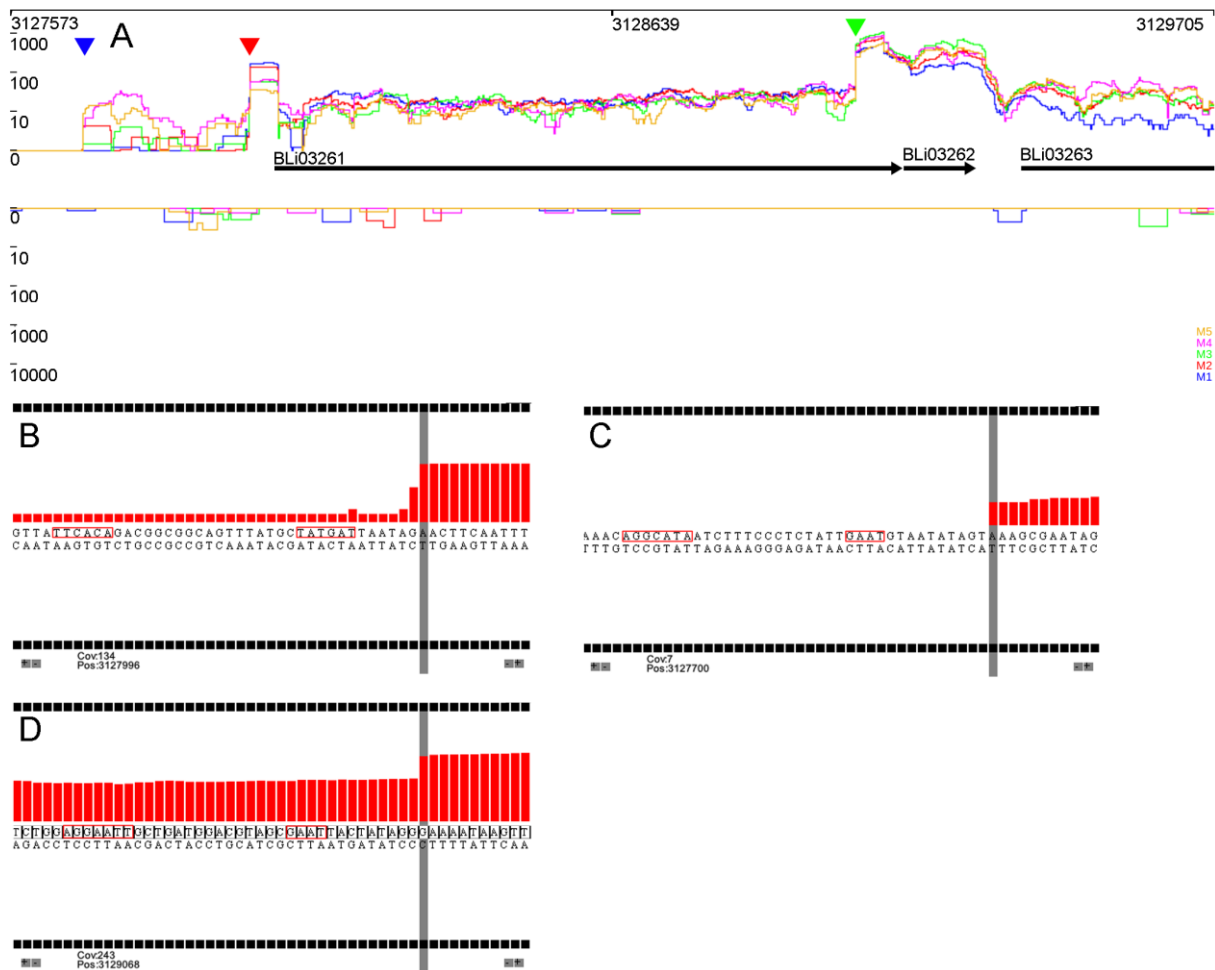 3127573 3128639 3129705
A
1000
100
10
0
BLi03261 BLi03262 BLi03263
0
10
100
1000
10000
M5
M4
M3
M2
M1
B
GTTATTCACAGACGGCGGCAGTTTATGCTATGATTAATAGAACTTCAATTT
CAATAAGTGTCTGCCGCCGTCAAATACGATACTAATTATCTTGAAGTTAAA
Cov:134
Pos:3127996
+ - - +
C
AAACAGGCATAATCTTTCCCTCTATTGAATGTAATATAGTAAAGCGAATAG
TTTGTCCGTATTAGAAAGGGAGATAACTTACATTATATCATTTCGCTTATC
Cov:7
Pos:3127700
+ - - +
D
TCTGGAGGAATTGCTGATGGACGTAGCGAATTACTATAGGGAAAATAAGTT
AGACCTCCTTAACGACTACCTGCATCGCTTAATGATATCCCTTTTATTCAA
Cov:243
Pos:3129068
+ - - +